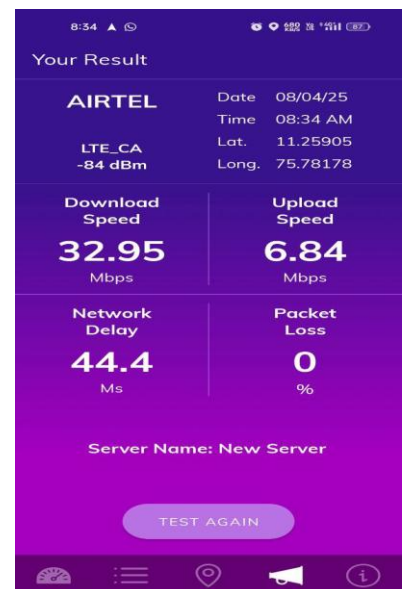 8:34
Your Result
AIRTEL
LTE_CA
-84 dBm
Date 08/04/25
Time 08:34 AM
Lat. 11.25905
Long. 75.78178
Download
Speed
32.95
Mbps
Upload
Speed
6.84
Mbps
Network
Delay
44.4
Ms
Packet
Loss
0
%
Server Name: New Server
TEST AGAIN